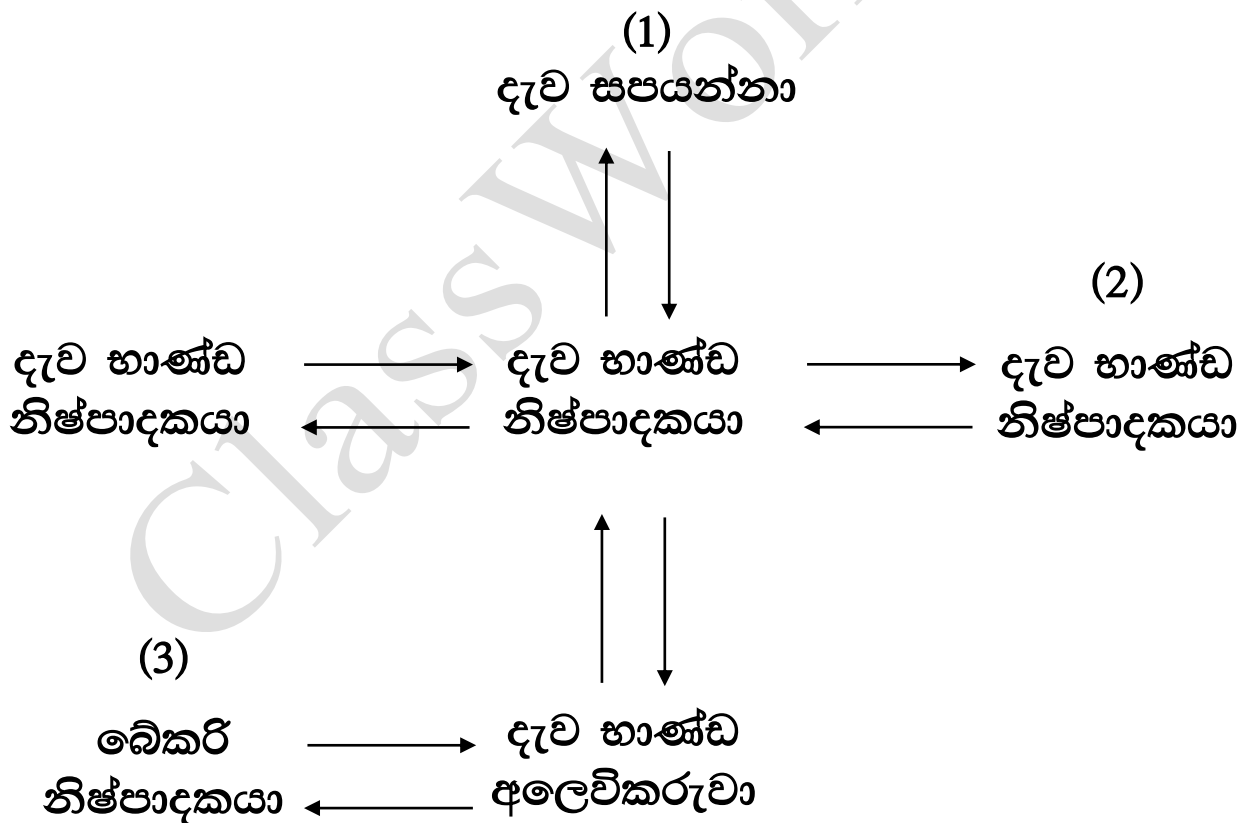 (1)
දැව සපයන්නා
(2)
දැව භාණ්ඩ
නිෂ්පාදකයා
දැව භාණ්ඩ
නිෂ්පාදකයා
දැව භාණ්ඩ
නිෂ්පාදකයා
(3)
බේකරි
නිෂ්පාදකයා
දැව භාණ්ඩ
අලෙවිකරුවා